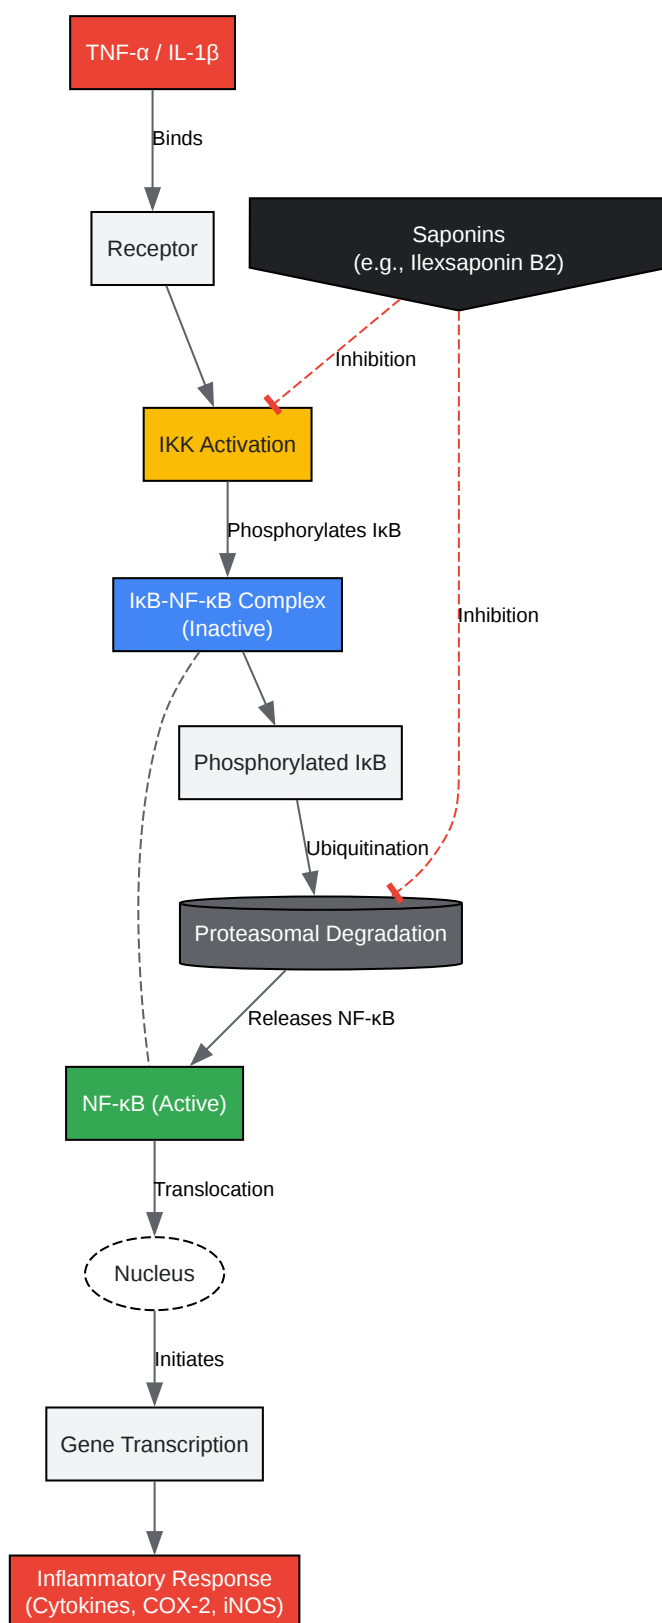 TNF-α / IL-1β
Binds
Receptor
Saponins
(e.g., Ilexsaponin B2)
Inhibition
IKK Activation
Phosphorylates IκB
IκB-NF-κB Complex
(Inactive)
Inhibition
Phosphorylated IκB
Ubiquitination
Proteasomal Degradation
Releases NF-κB
NF-κB (Active)
Translocation
Nucleus
Initiates
Gene Transcription
Inflammatory Response
(Cytokines, COX-2, iNOS)